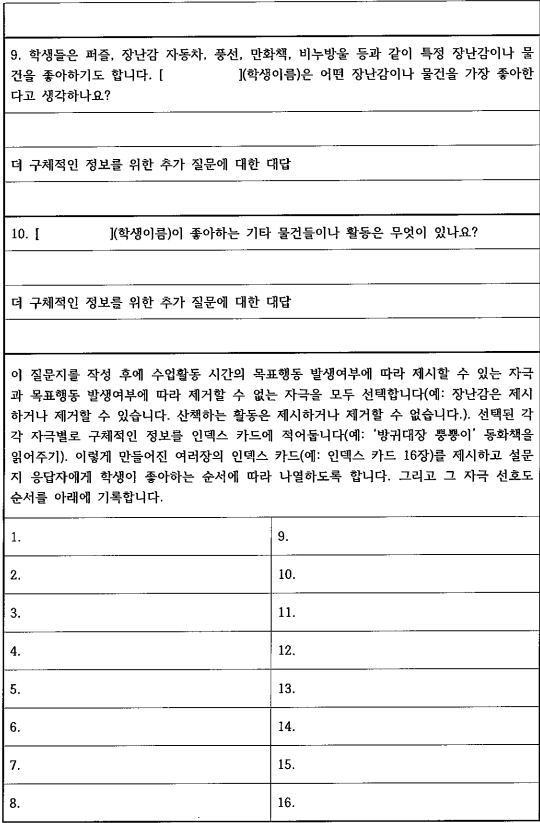 9. 학생들은 퍼즐, 장난감 자동차, 풍선, 만화책, 비누방울 등과 같이 특정 장난감이나 물
건을 좋아하기도 합니다. [ ](학생이름)은 어떤 장난감이나 물건을 가장 좋아한
다고 생각하나요?
더 구체적인 정보를 위한 추가 질문에 대한 대답
10. [ ](학생이름)이 좋아하는 기타 물건들이나 활동은 무엇이 있나요?
더 구체적인 정보를 위한 추가 질문에 대한 대답
이 질문지를 작성 후에 수업활동 시간의 목표행동 발생여부에 따라 제시할 수 있는 자극
과 목표행동 발생여부에 따라 제거할 수 없는 자극을 모두 선택합니다(예: 장난감은 제시
하거나 제거할 수 있습니다. 산책하는 활동은 제시하거나 제거할 수 없습니다.). 선택된 각
각 자극별로 구체적인 정보를 인덱스 카드에 적어둡니다(예: '방귀대장 뿡뿡이' 동화책을
읽어주기). 이렇게 만들어진 여러장의 인덱스 카드(예: 인덱스 카드 16장)를 제시하고 설문
지 응답자에게 학생이 좋아하는 순서에 따라 나열하도록 합니다. 그리고 그 자극 선호도
순서를 아래에 기록합니다.
1.
9.
2.
10.
3.
11.
4.
12.
5.
13.
6.
14.
7.
15.
8.
16.